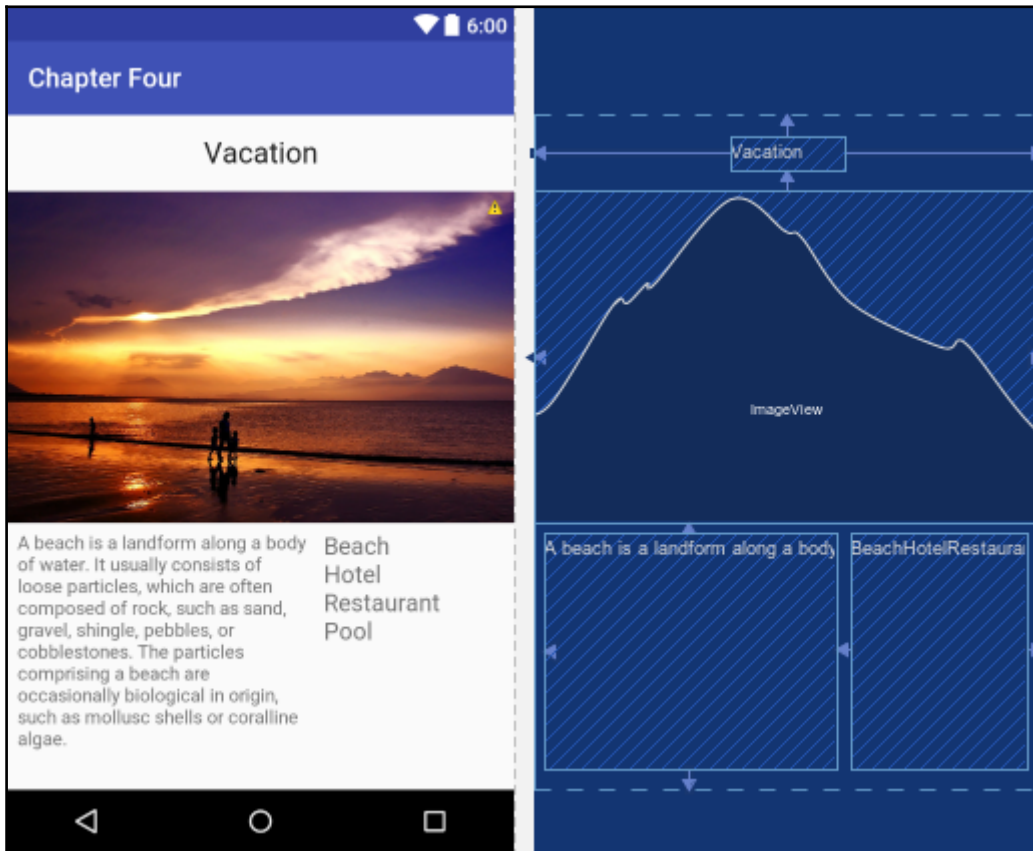 6:00
Chapter Four
Vacation
A beach is a landform along a body
of water. It usually consists of
loose particles, which are often
composed of rock, such as sand,
gravel, shingle, pebbles, or
cobblestones. The particles
comprising a beach are
occasionally biological in origin,
such as mollusc shells or coralline
algae.
Beach
Hotel
Restaurant
Pool
Vacation
ImageView
A beach is a landform along a body
BeachHotelRestaurai